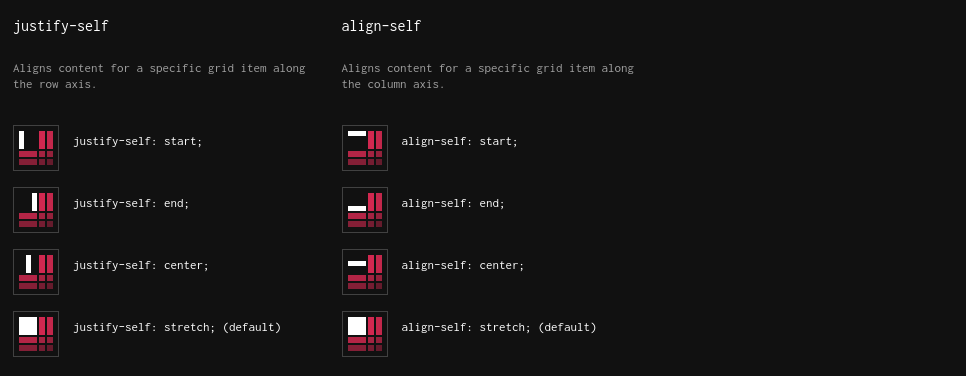 justify-self
Aligns content for a specific grid item along
the row axis.
justify-self: start;
justify-self: end;
justify-self: center;
justify-self: stretch; (default)
align-self
Aligns content for a specific grid item along
the column axis.
align-self: start;
align-self: end;
align-self: center;
align-self: stretch; (default)